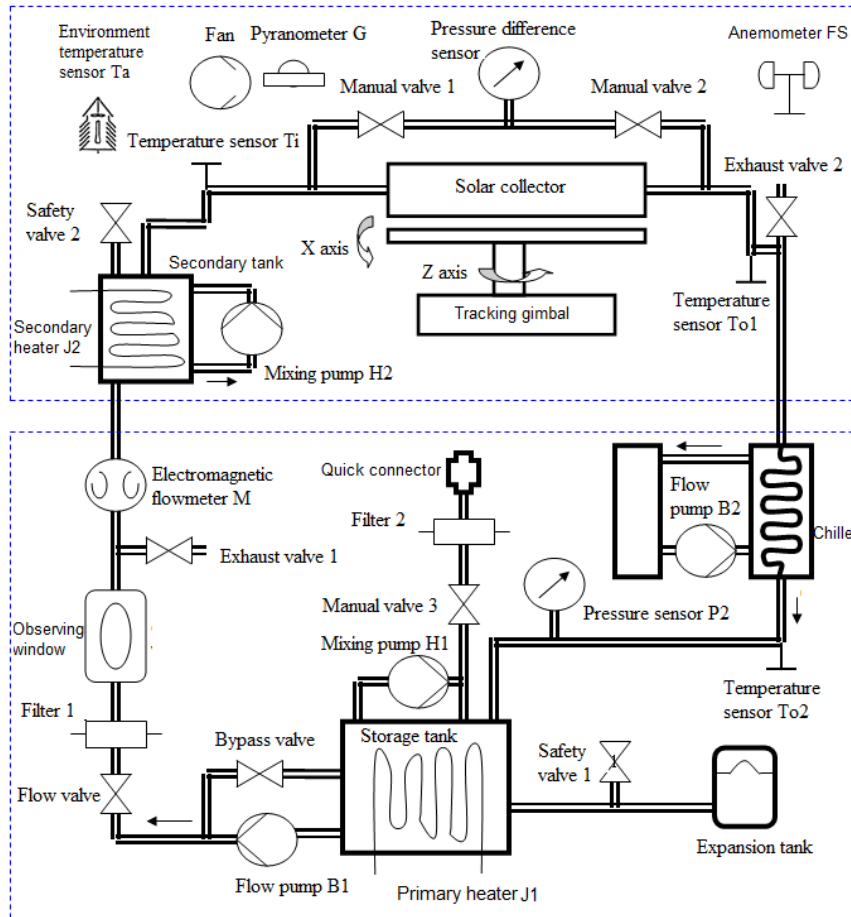 Environment
temperature
sensor Ta
Fan
Pyranometer G
Pressure difference
sensor
Anemometer FS
Manual valve 1
Manual valve 2
Temperature sensor Ti
Exhaust valve 2
Solar collector
Safety
valve 2
X axis
Secondary tank
Z axis
Temperature
sensor To1
Secondary
heater J2
Tracking gimbal
Mixing pump H2
Quick connector
Electromagnetic
flowmeter M
Flow
pump B2
Filter 2
Chille
Exhaust valve 1
Manual valve 3
Pressure sensor P2
Observing
window
Mixing pump H1
Temperature
sensor To2
Filter 1
Bypass valve
Storage tank
Safety
valve 1
1
Flow valve
Expansion tank
Flow pump B1
Primary heater J1